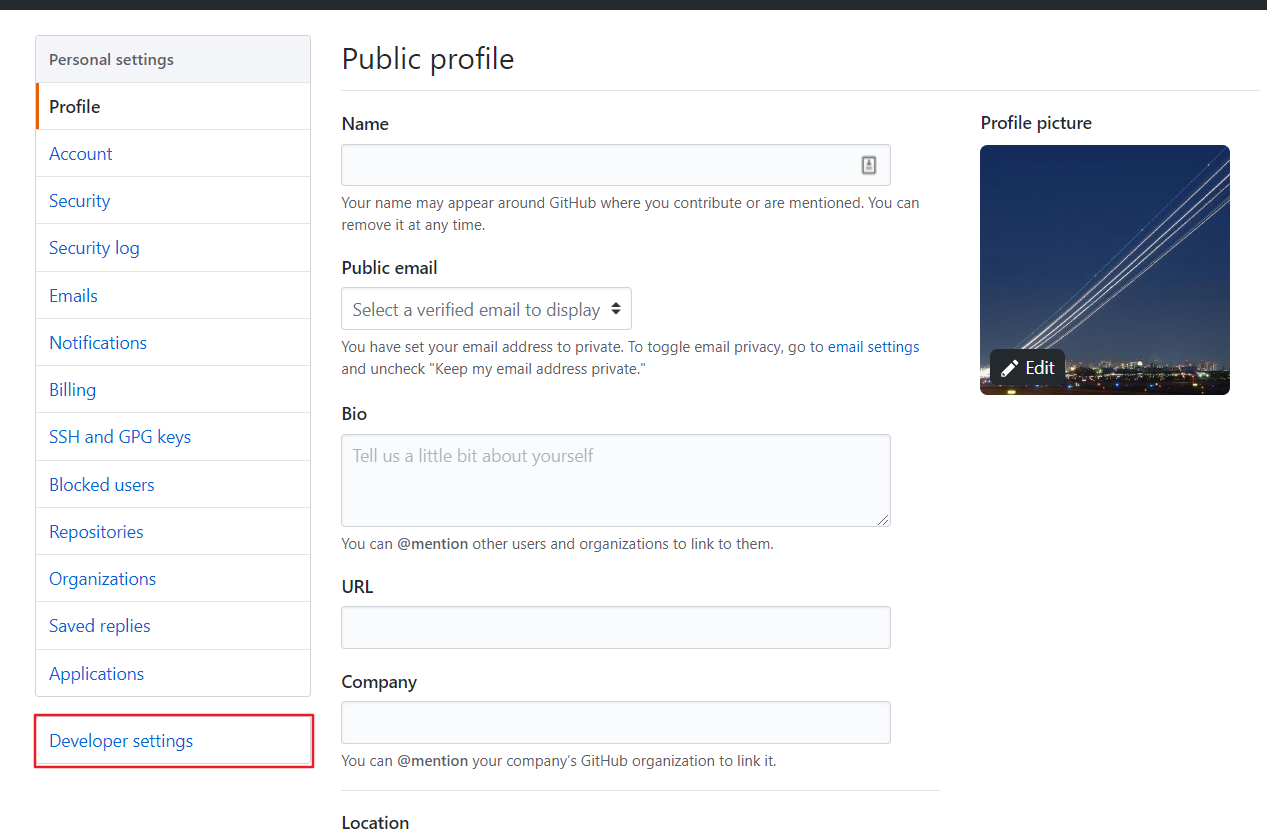 Personal settings
Profile
Account
Security
Security log
Emails
Notifications
Billing
SSH and GPG keys
Blocked users
Repositories
Organizations
Saved replies
Applications
Developer settings
Public profile
Name
Your name may appear around GitHub where you contribute or are mentioned. You can
remove it at any time.
Public email
Select a verified email to display
You have set your email address to private. To toggle email privacy, go to email settings
and uncheck "Keep my email address private."
Bio
Tell us a little bit about yourself
You can @mention other users and organizations to link to them.
URL
Company
You can @mention your company's GitHub organization to link it.
Location
Profile picture
Edit